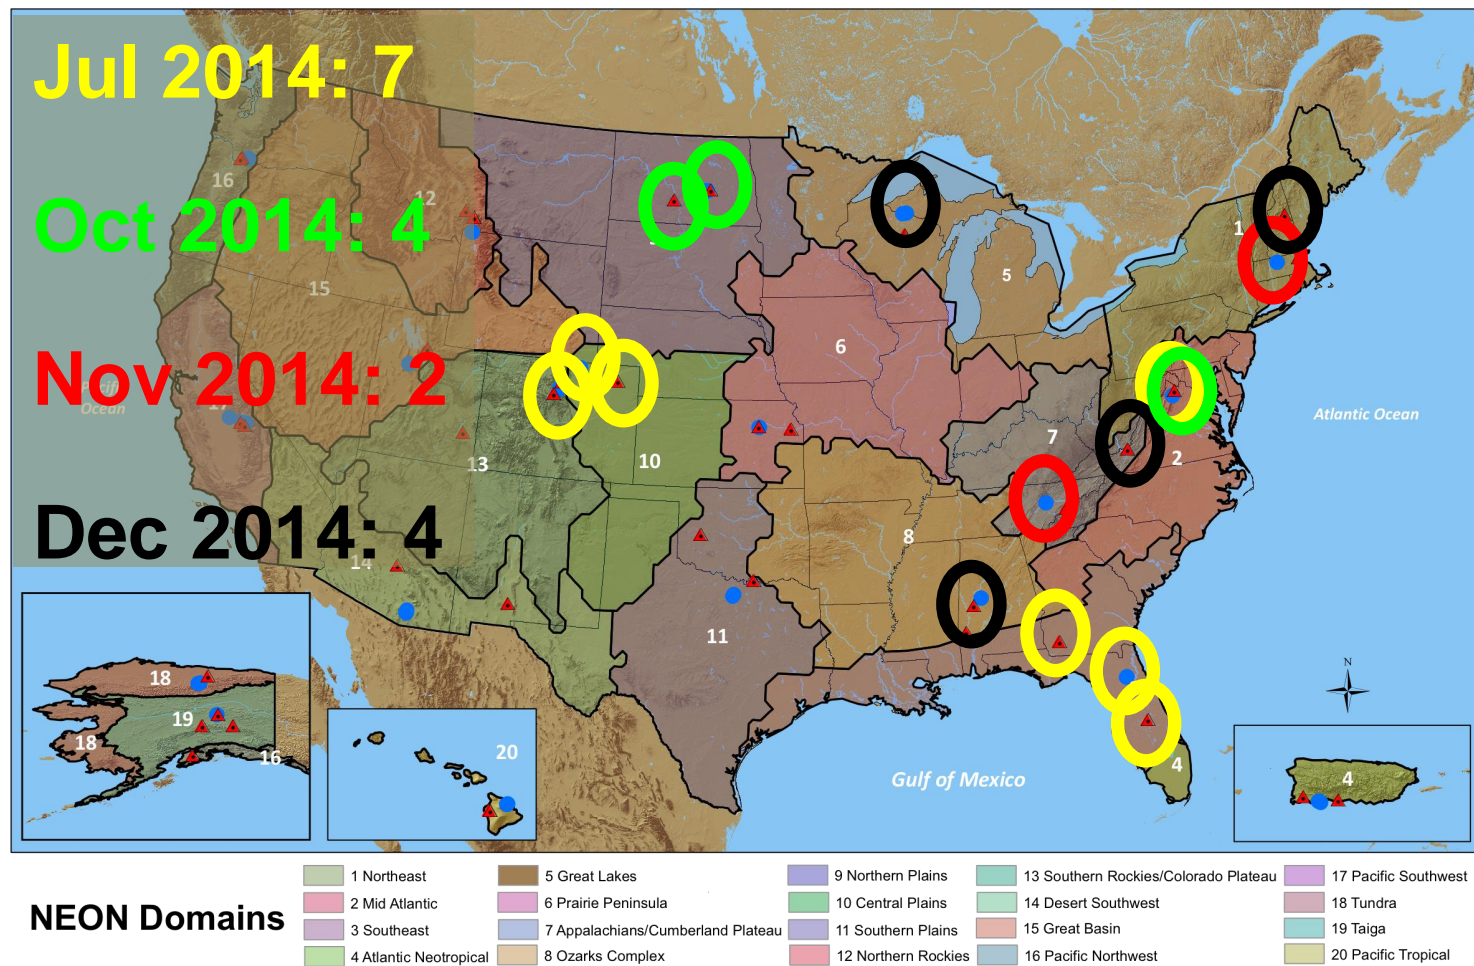 Jul 2014: 7
Oct 2014: 4
Nov 2014: 2
Dec 2014: 4
16
12
15
17
Pacific
Ocean
13
14
10
11
6
5
1
7
2
8
4
Atlantic Ocean
Gulf of Mexico
N
18
19
18
16
20
4
NEON Domains
1 Northeast
2 Mid Atlantic
3 Southeast
4 Atlantic Neotropical
5 Great Lakes
6 Prairie Peninsula
7 Appalachians/Cumberland Plateau
8 Ozarks Complex
9 Northern Plains
10 Central Plains
11 Southern Plains
12 Northern Rockies
13 Southern Rockies/Colorado Plateau
14 Desert Southwest
15 Great Basin
16 Pacific Northwest
17 Pacific Southwest
18 Tundra
19 Taiga
20 Pacific Tropical